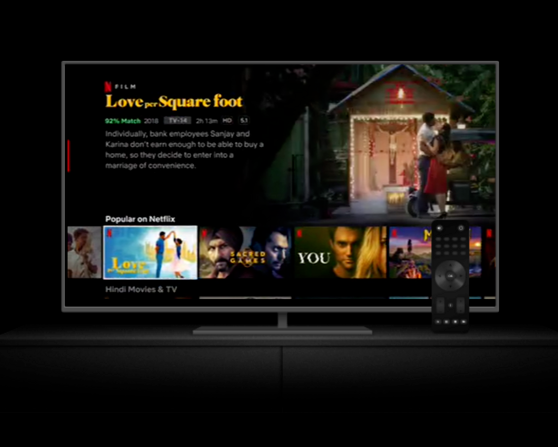 N FILM
Love per Square foot
92% Match 2018 TV-14 2h 13m HD 5.1
Individually, bank employees Sanjay and
Karina don't earn enough to be able to buy a
home, so they decide to enter into a
marriage of convenience.
Popular on Netflix
Love
per Square foot
SACRED
GAMES
YOU
Hindi Movies & TV